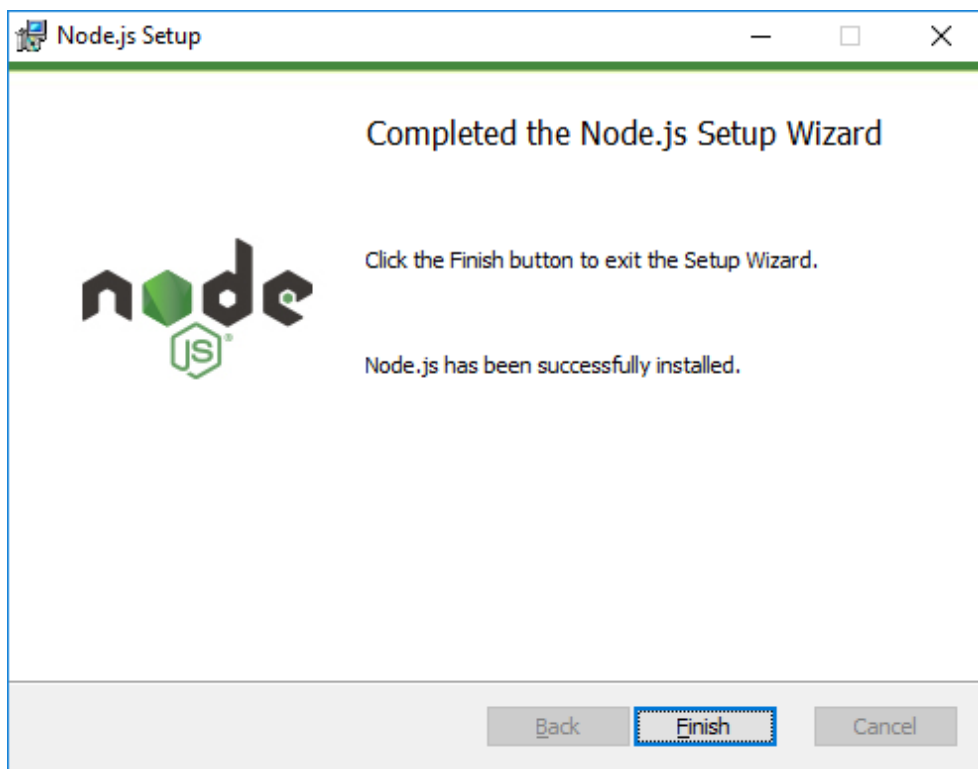 Node.js Setup
Completed the Node.js Setup Wizard
Click the Finish button to exit the Setup Wizard.
node
JS®
Node.js has been successfully installed.
Back
Finish
Cancel